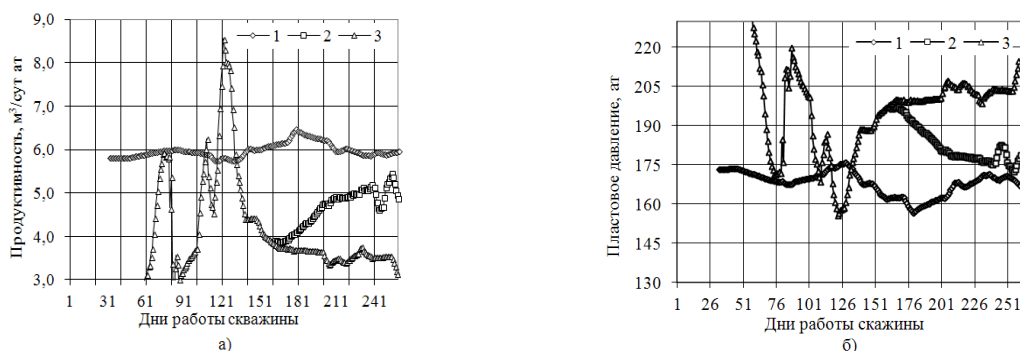 Продуктивность, м³/сут ат
9,0
8,0
7,0
6,0
5,0
4,0
3,0
1 2 3
1 31 61 91 121 151 181 211 241
Дни работы скважины
а)
Пластовое давление, ат
220
205
190
175
160
145
130
1 2 3
1 26 51 76 101 126 151 176 201 226 251
Дни работы скажины
б)